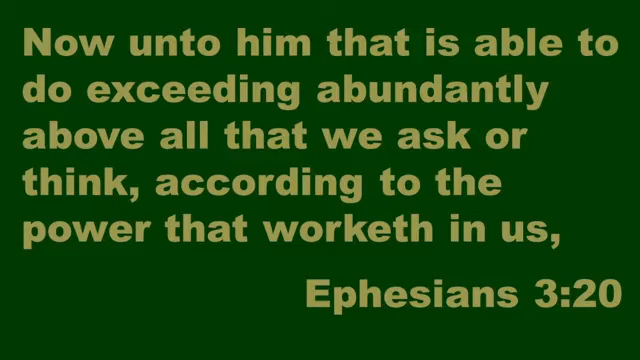 Now unto him that is able to
do exceeding abundantly
above all that we ask or
think, according to the
power that worketh in us,
Ephesians 3:20